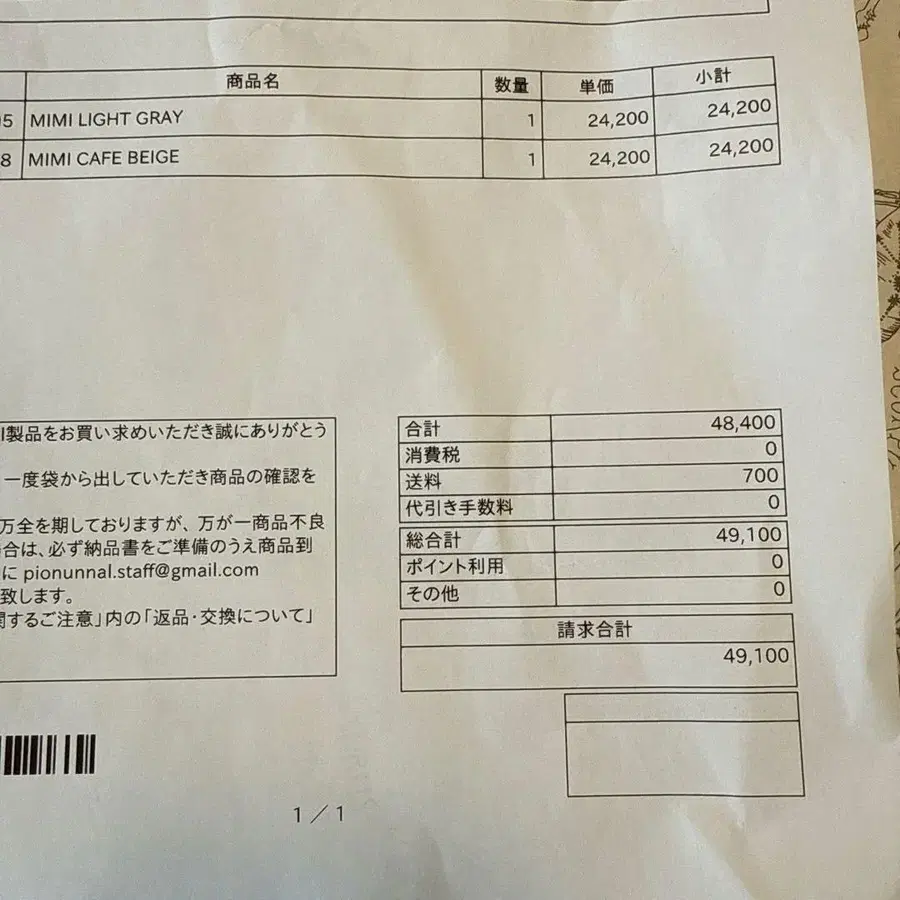 商品名 数量 単価 小計
05 MIMI LIGHT GRAY 1 24,200 24,200
8 MIMI CAFE BEIGE 1 24,200 24,200
製品をお買い求めいただき誠にありがとう
一度袋から出していただき商品の確認を
万全を期しておりますが、万が一商品不良
合は、必ず納品書をご準備のうえ商品到
に pionunnal.staff@gmail.com
致します。
関するご注意」内の「返品・交換について」
合計 48,400
消費税 0
送料 700
代引き手数料 0
総合計 49,100
ポイント利用 0
その他 0
請求合計
49,100
1/1